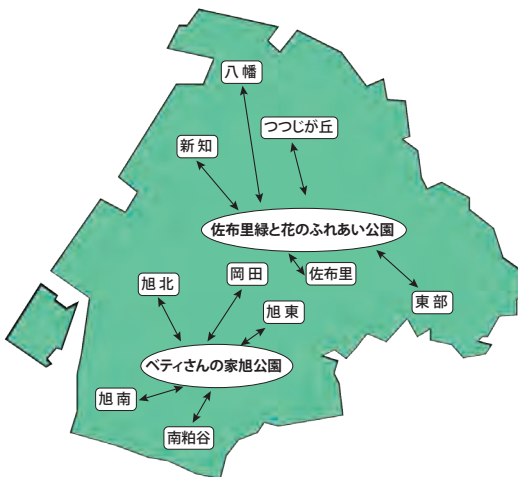 八幡
つつじが丘
新知
佐布里緑と花のふれあい公園
岡田
佐布里
旭北
東部
旭東
ベティさんの家旭公園
旭南
南粕谷